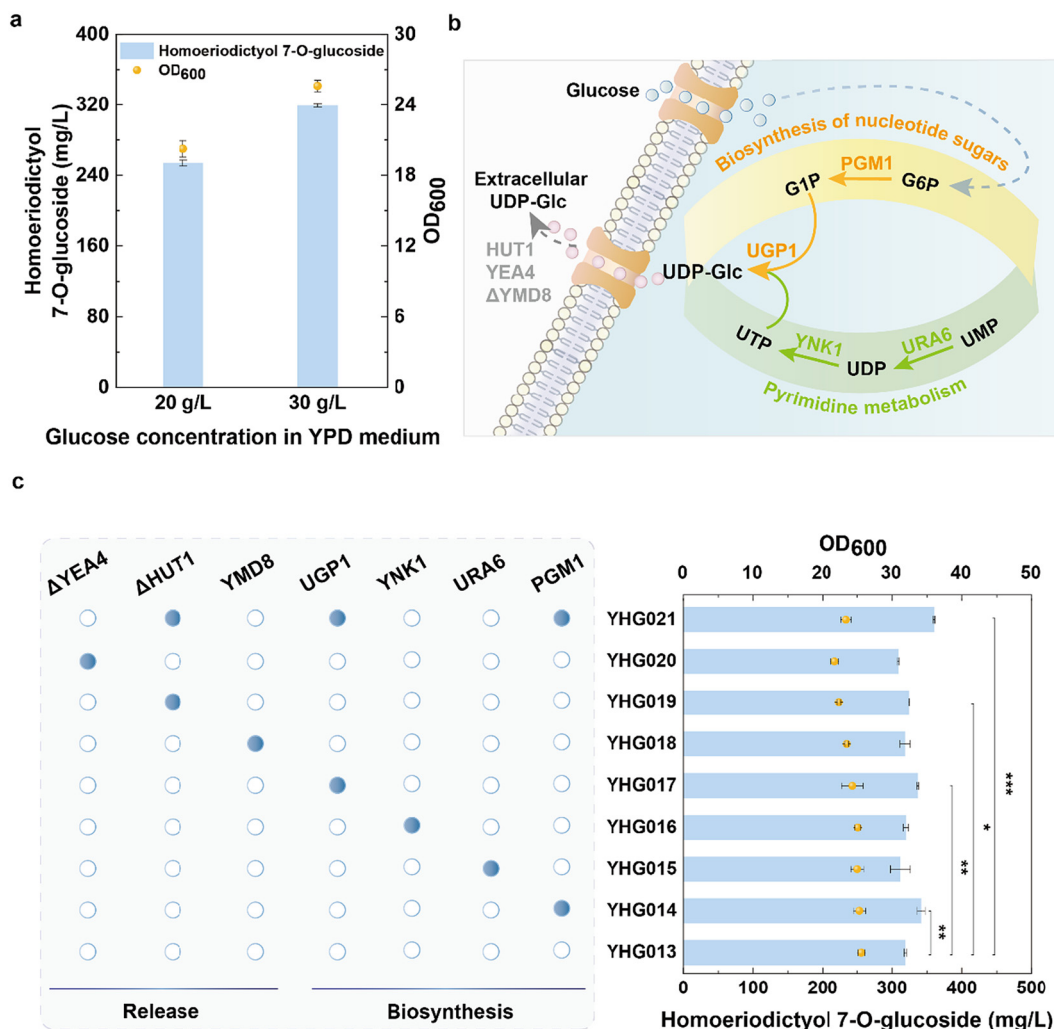 a
400
320
240
160
80
0
Homoeriodictyol
7-O-glucoside (mg/L)
Homoeriodictyol 7-O-glucoside
OD600
30
24
18
12
6
0
OD600
20 g/L
30 g/L
Glucose concentration in YPD medium
b
Glucose
Biosynthesis of nucleotide sugars
PGM1
G1P
G6P
Extracellular
UDP-Glc
HUT1
YEA4
ΔYMD8
UGP1
UDP-Glc
UTP
YNK1
UDP
URA6
UMP
Pyrimidine metabolism
c
ΔYEA4
ΔHUT1
YMD8
UGP1
YNK1
URA6
PGM1
Release
Biosynthesis
OD600
0
10
20
30
40
50
YHG021
YHG020
YHG019
YHG018
YHG017
YHG016
YHG015
YHG014
YHG013
**
**
*
***
0
100
200
300
400
500
Homoeriodictyol 7-O-glucoside (mg/L)